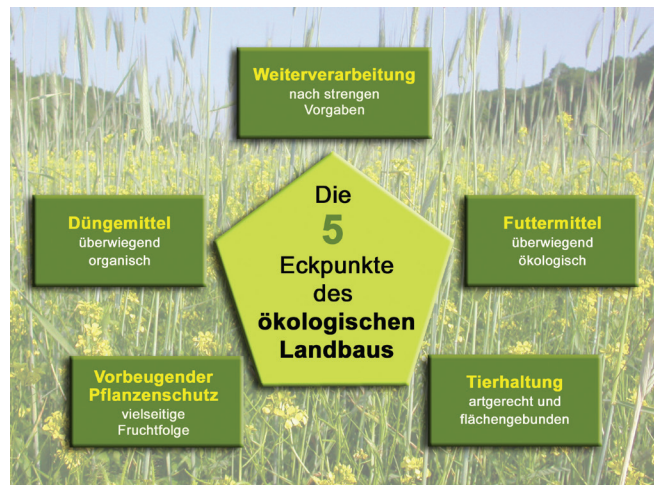 Weiterverarbeitung
nach strengen
Vorgaben
Düngemittel
überwiegend
organisch
Die
5
Eckpunkte
des
ökologischen
Landbaus
Futtermittel
überwiegend
ökologisch
Vorbeugender
Pflanzenschutz
vielseitige
Fruchtfolge
Tierhaltung
artgerecht und
flächengebunden